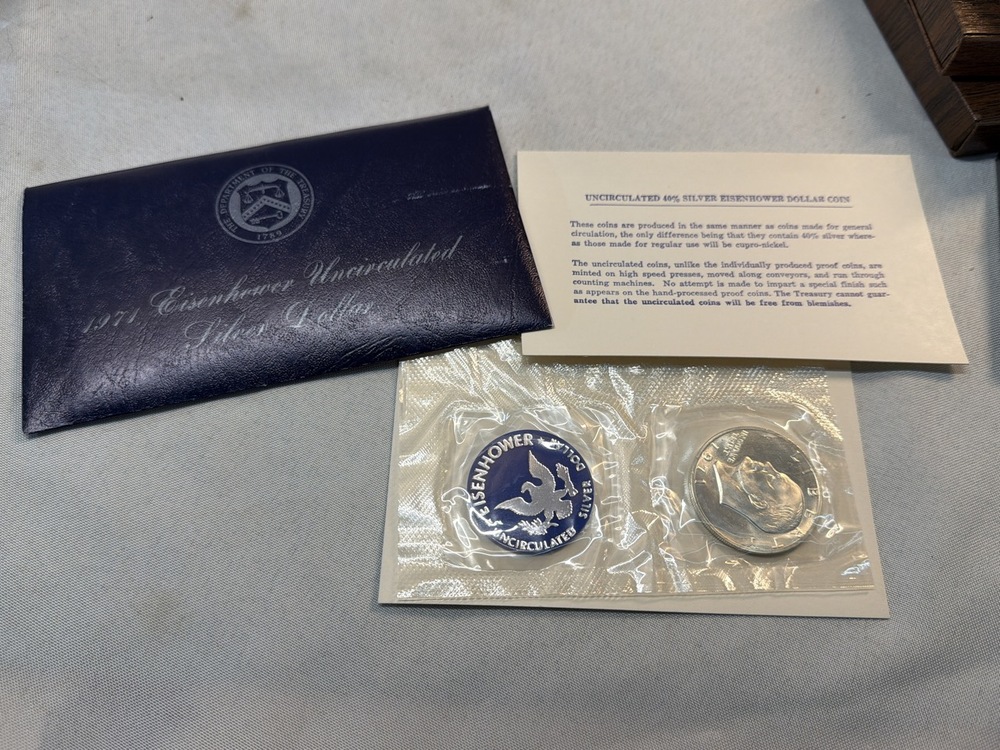 THE DEPARTMENT OF THE TREASURY
1789
Eisenhower Uncirculated
Silver Dollar
UNCIRCULATED 40% SILVER EISENHOWER DOLLAR COIN
These coins are produced in the same manner as coins made for general
circulation, the only difference being that they contain 40% silver where-
as those made for regular use will be cupro-nickel.
The uncirculated coins, unlike the individually produced proof coins, are
minted on high speed presses, moved along conveyors, and run through
counting machines. No attempt is made to impart a special finish such
as appears on the hand-processed proof coins. The Treasury cannot guar-
antee that the uncirculated coins will be free from blemishes.
EISENHOWER
UNCIRCULATED
SILVER
DOLLAR